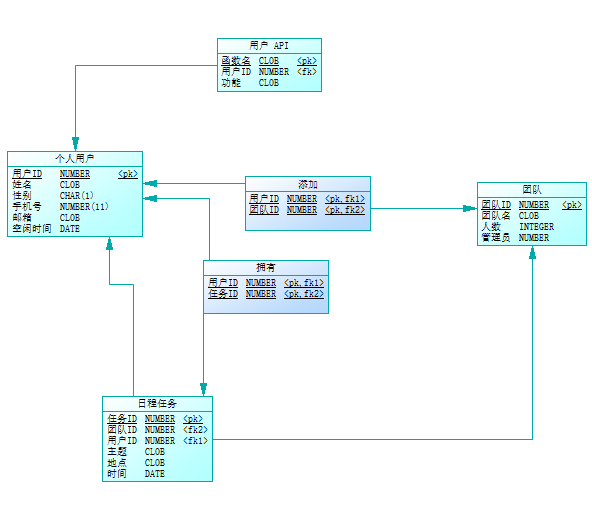 用户 API
函数名 CLOB <pk>
用户ID NUMBER <fk>
功能 CLOB
个人用户
用户ID NUMBER <pk>
姓名 CLOB
性别 CHAR(1)
手机号 NUMBER(11)
邮箱 CLOB
空闲时间 DATE
添加
用户ID NUMBER <pk,fk1>
团队ID NUMBER <pk,fk2>
团队
团队ID NUMBER <pk>
团队名 CLOB
人数 INTEGER
管理员 NUMBER
拥有
用户ID NUMBER <pk,fk1>
任务ID NUMBER <pk,fk2>
日程任务
任务ID NUMBER <pk>
团队ID NUMBER <fk2>
用户ID NUMBER <fk1>
主题 CLOB
地点 CLOB
时间 DATE